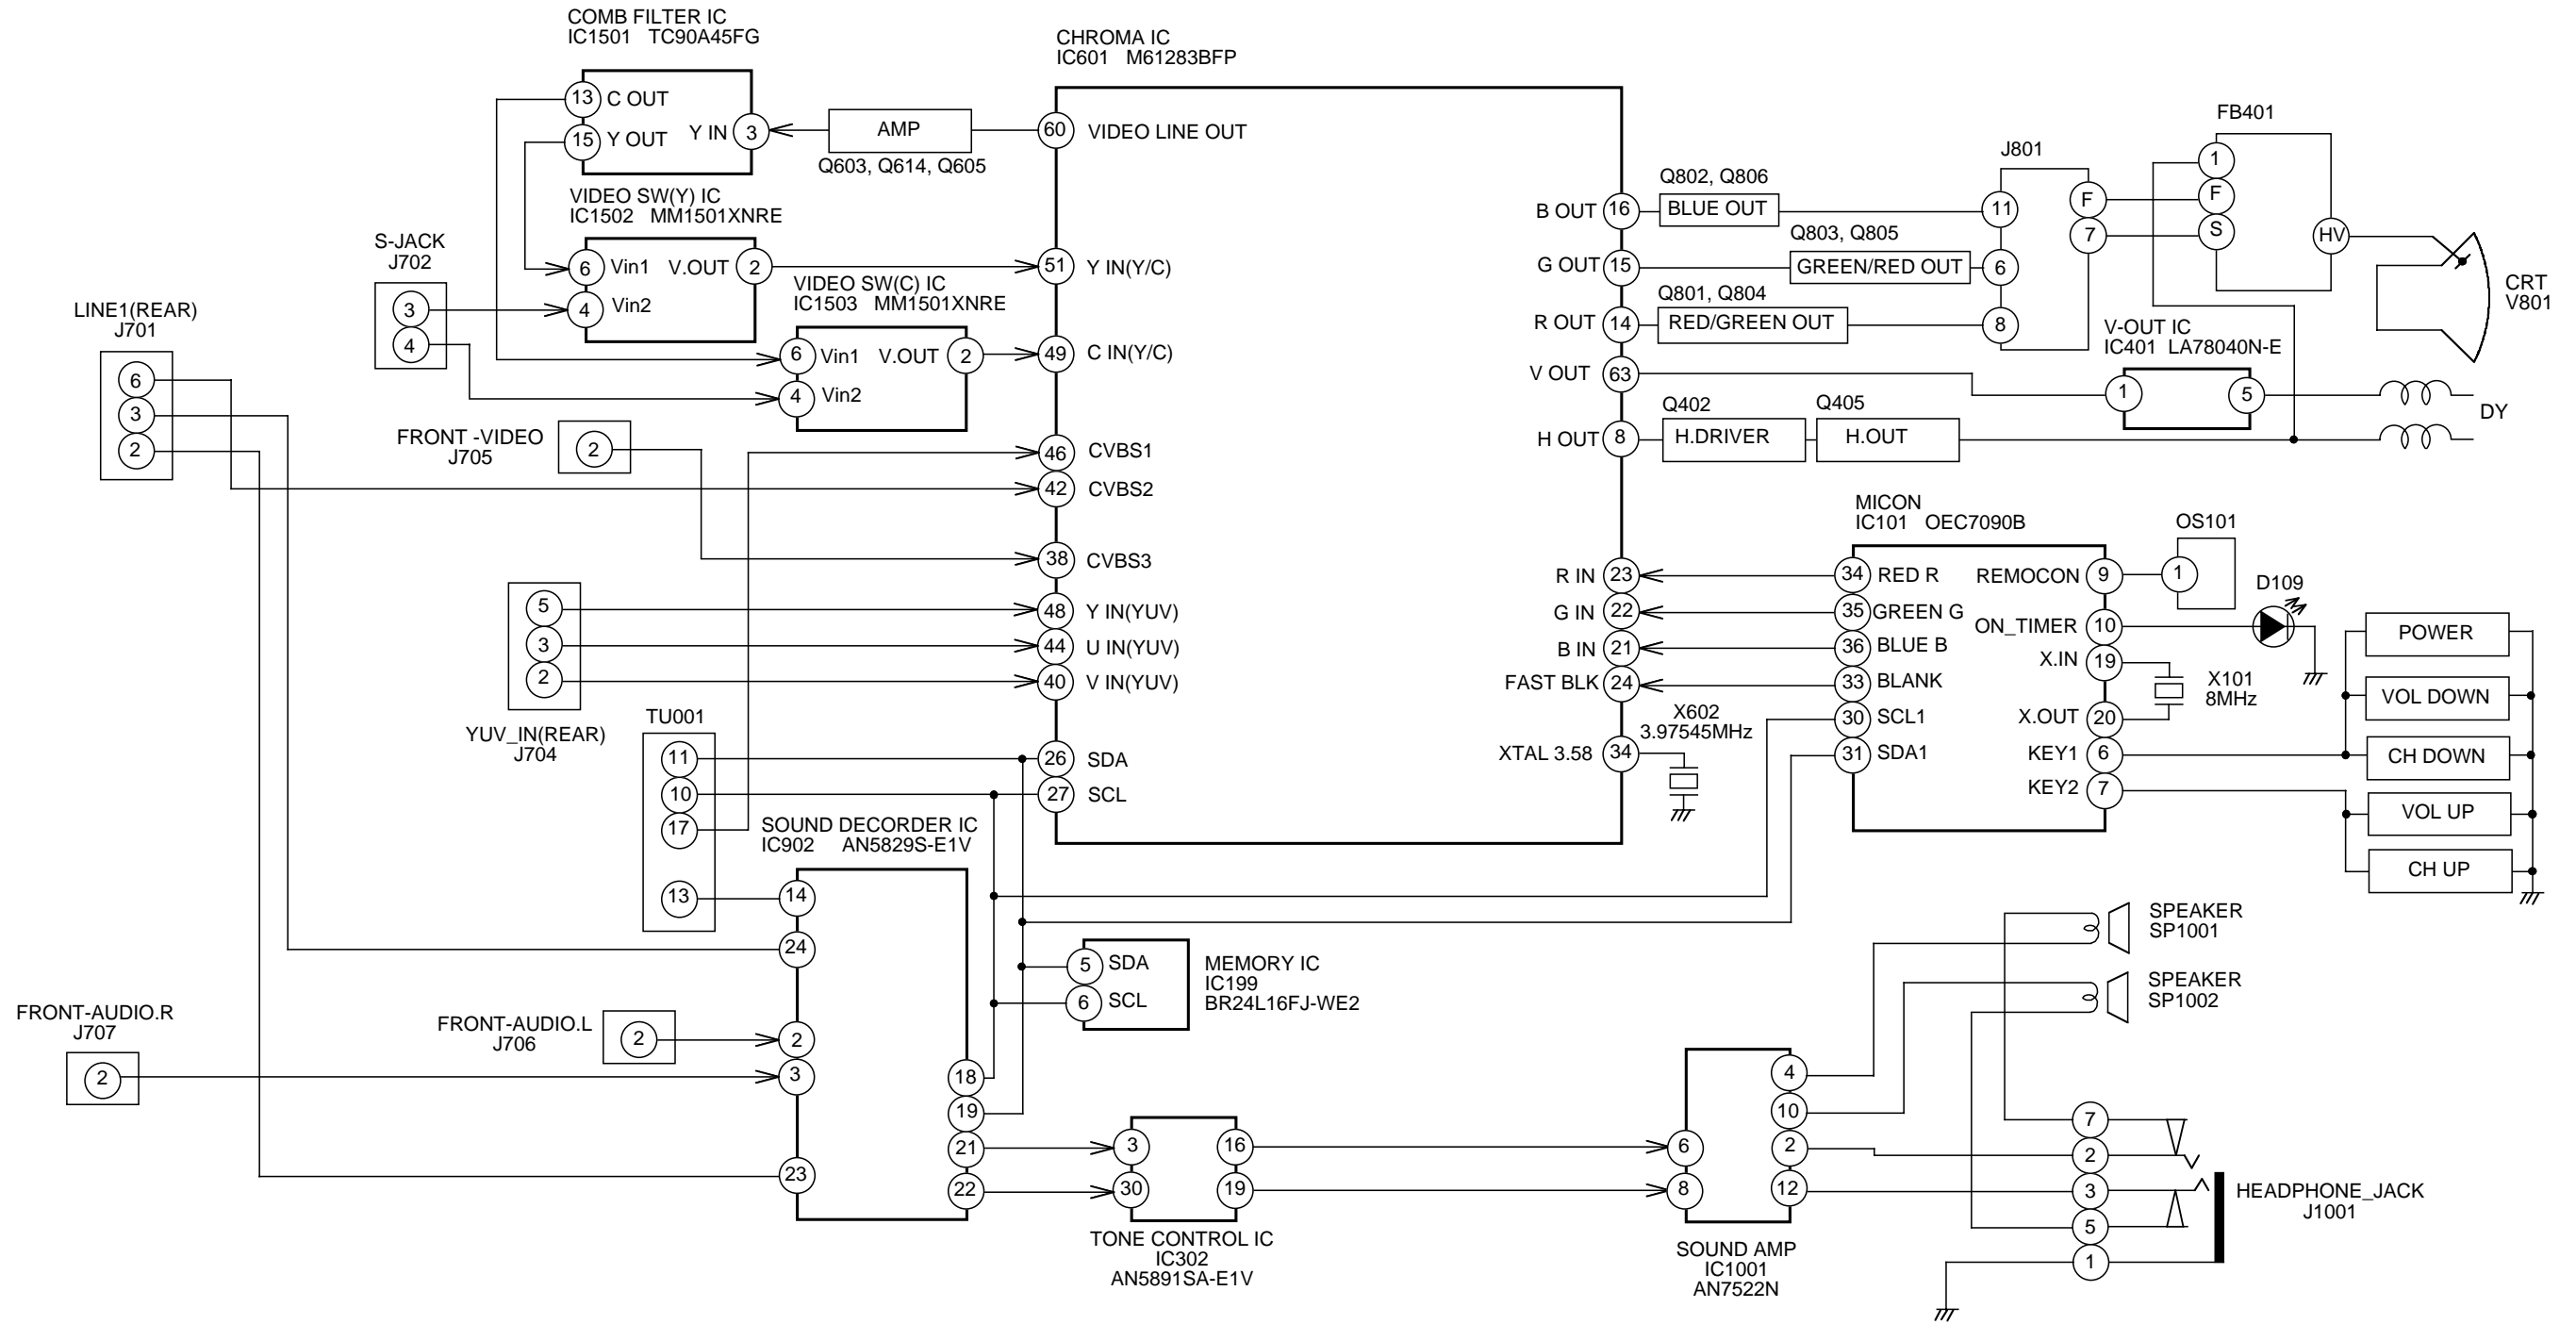 COMB FILTER IC
IC1501 TC90A45FG
13 C OUT
15 Y OUT
Y IN 3
AMP
Q603, Q614, Q605
VIDEO SW(Y) IC
IC1502 MM1501XNRE
6 Vin1
4 Vin2
V.OUT 2
VIDEO SW(C) IC
IC1503 MM1501XNRE
6 Vin1
4 Vin2
V.OUT 2
S-JACK
J702
3
4
LINE1(REAR)
J701
6
3
2
FRONT -VIDEO
J705
2
5
3
2
YUV_IN(REAR)
J704
TU001
11
10
17
13
CHROMA IC
IC601 M61283BFP
60 VIDEO LINE OUT
51 Y IN(Y/C)
49 C IN(Y/C)
46 CVBS1
42 CVBS2
38 CVBS3
48 Y IN(YUV)
44 U IN(YUV)
40 V IN(YUV)
26 SDA
27 SCL
B OUT 16
G OUT 15
R OUT 14
V OUT 63
H OUT 8
R IN 23
G IN 22
B IN 21
FAST BLK 24
XTAL 3.58 34
X602
3.97545MHz
Q802, Q806
BLUE OUT
Q803, Q805
GREEN/RED OUT
Q801, Q804
RED/GREEN OUT
Q402
H.DRIVER
Q405
H.OUT
J801
11
6
8
F
7
FB401
1
F
S
HV
CRT
V801
V-OUT IC
IC401 LA78040N-E
1
5
DY
MICON
IC101 OEC7090B
34 RED R
35 GREEN G
36 BLUE B
33 BLANK
30 SCL1
31 SDA1
REMOCON 9
ON_TIMER 10
X.IN 19
X.OUT 20
KEY1 6
KEY2 7
OS101
1
D109
X101
8MHz
POWER
VOL DOWN
CH DOWN
VOL UP
CH UP
SOUND DECORDER IC
IC902 AN5829S-E1V
14
24
2
3
23
18
19
21
22
FRONT-AUDIO.R
J707
2
FRONT-AUDIO.L
J706
2
5 SDA
6 SCL
MEMORY IC
IC199
BR24L16FJ-WE2
3
30
16
19
TONE CONTROL IC
IC302
AN5891SA-E1V
6
8
4
10
2
12
SOUND AMP
IC1001
AN7522N
SPEAKER
SP1001
SPEAKER
SP1002
7
2
3
5
1
HEADPHONE_JACK
J1001